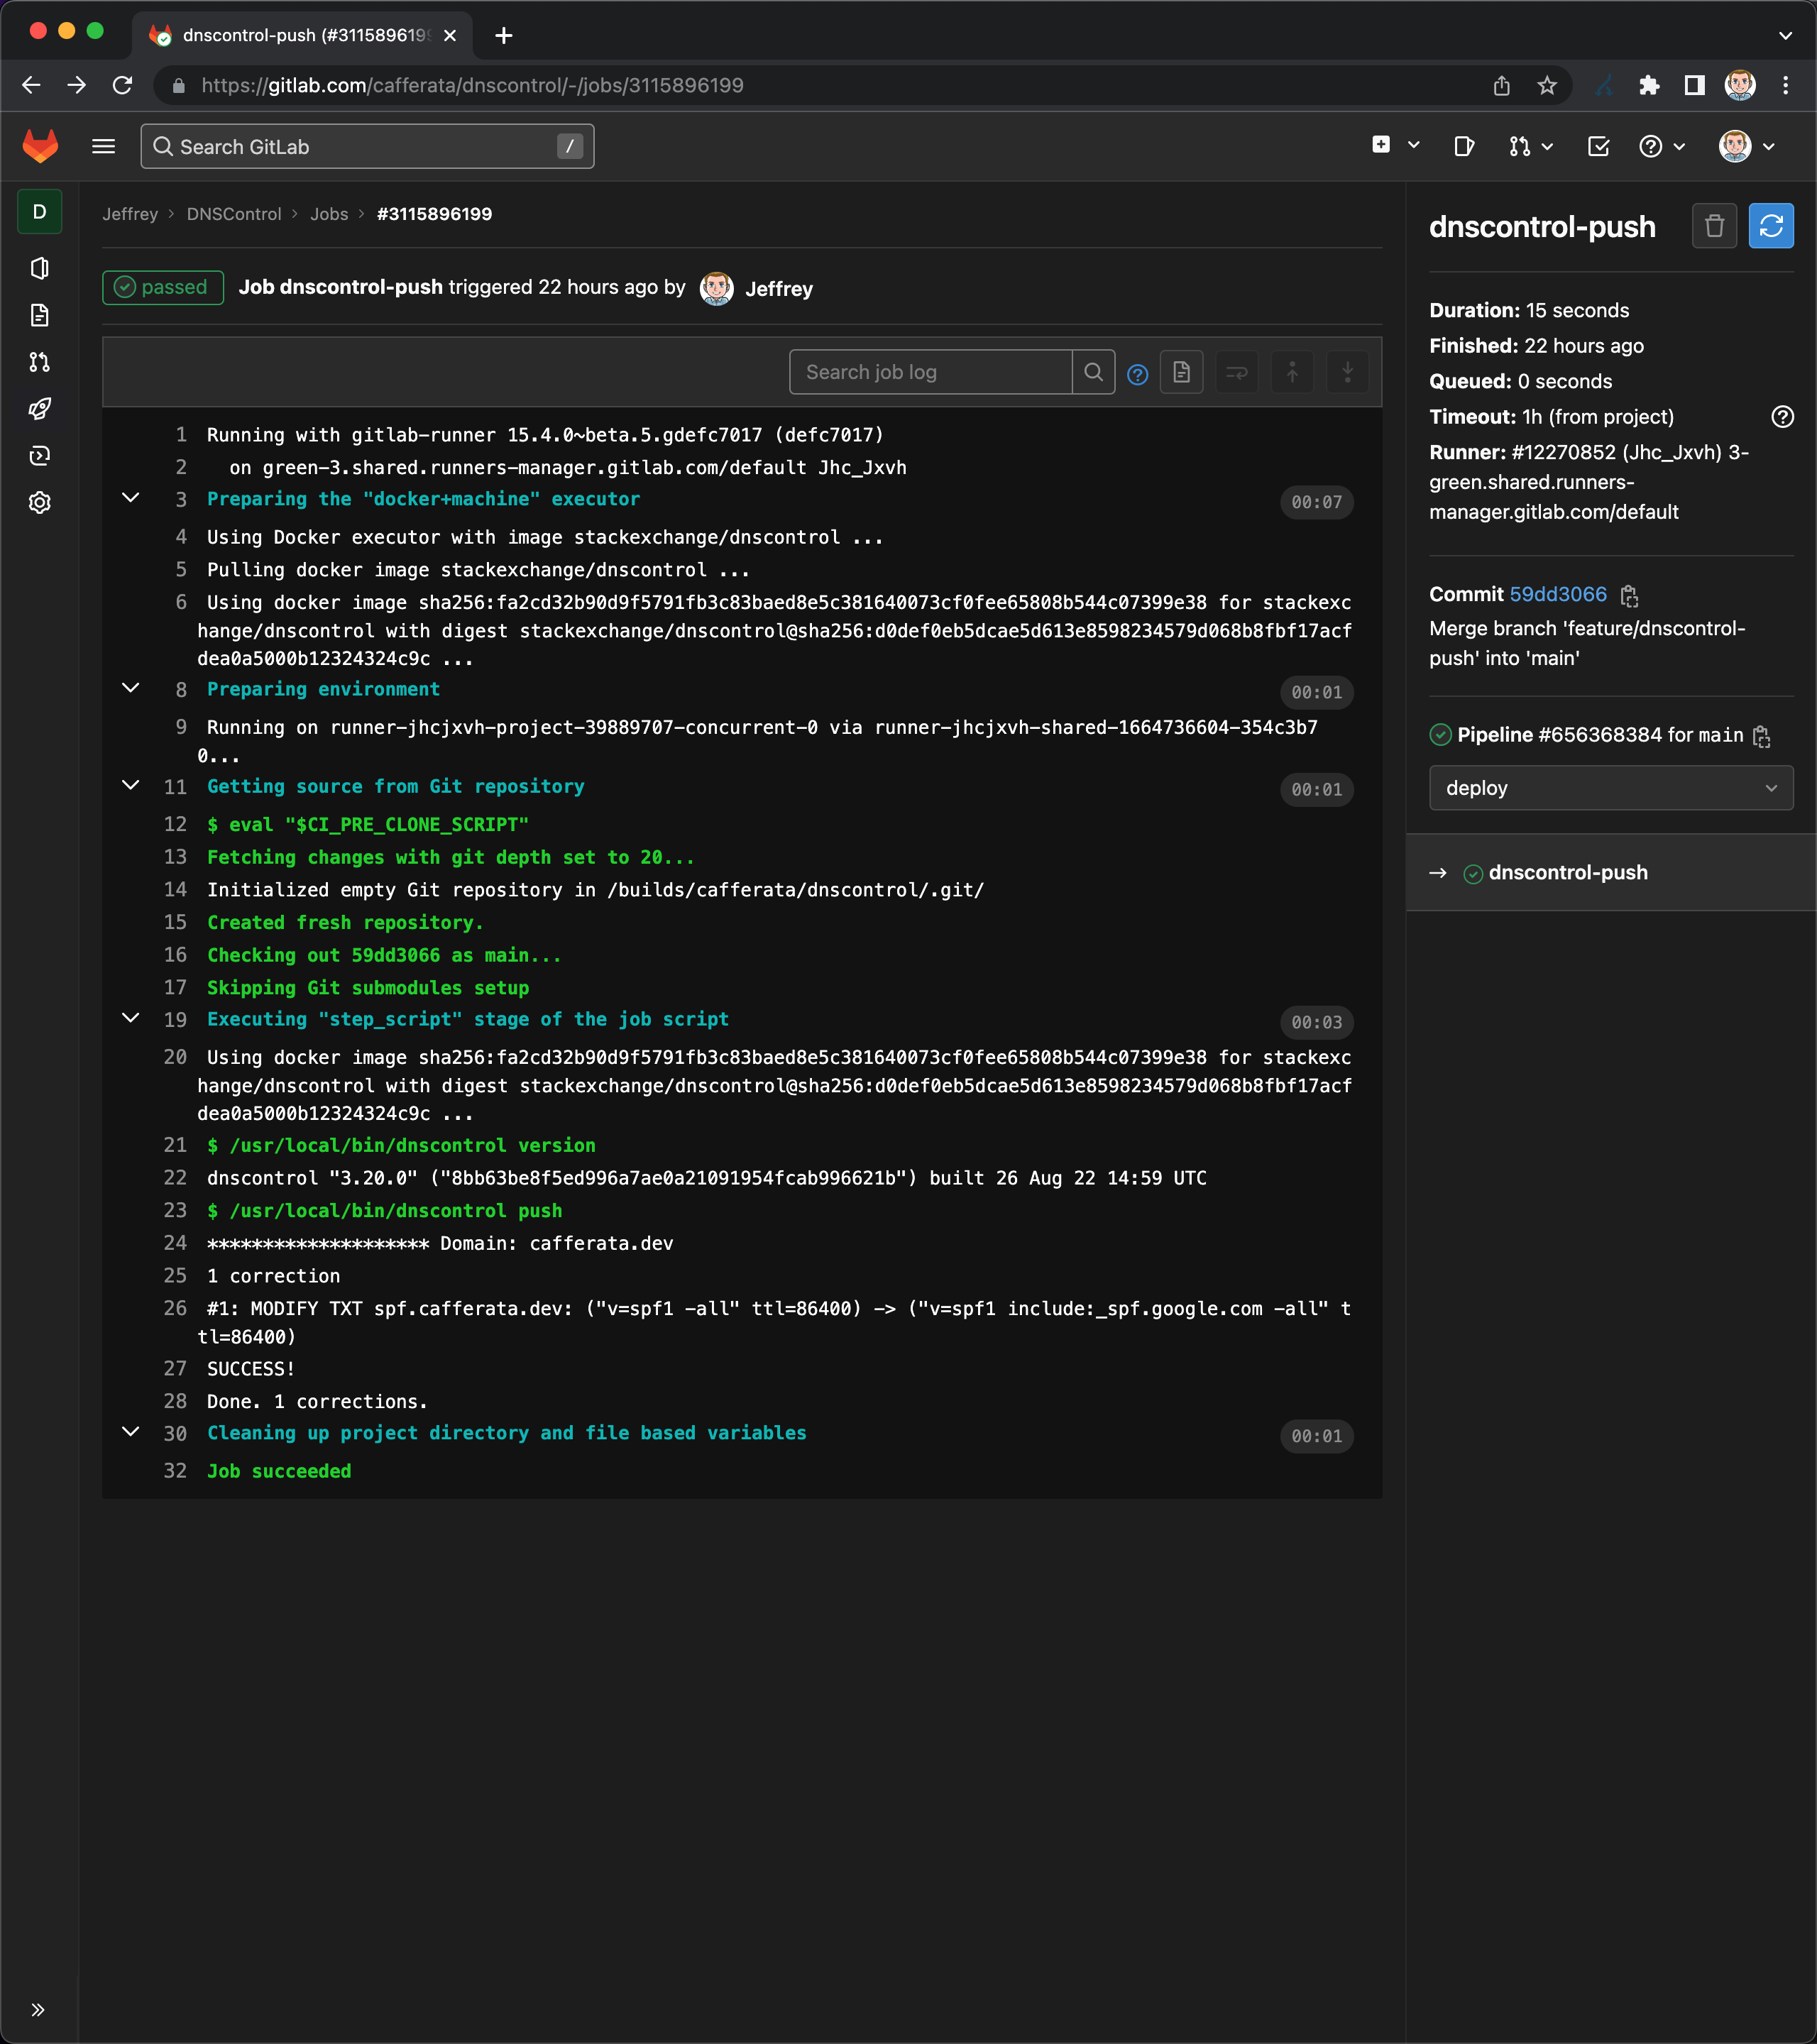 dnscontrol-push (#3115896199
https://gitlab.com/cafferata/dnscontrol/-/jobs/3115896199
Search GitLab
/
D
Jeffrey > DNSControl > Jobs > #3115896199
passed Job dnscontrol-push triggered 22 hours ago by Jeffrey
Search job log
1 Running with gitlab-runner 15.4.0~beta.5.gdefc7017 (defc7017)
2 on green-3.shared.runners-manager.gitlab.com/default Jhc_Jxvh
3 Preparing the "docker+machine" executor 00:07
4 Using Docker executor with image stackexchange/dnscontrol ...
5 Pulling docker image stackexchange/dnscontrol ...
6 Using docker image sha256:fa2cd32b90d9f5791fb3c83baed8e5c381640073cf0fee65808b544c07399e38 for stackexc
hange/dnscontrol with digest stackexchange/dnscontrol@sha256:d0def0eb5dcae5d613e8598234579d068b8fbf17acf
dea0a5000b12324324c9c ...
8 Preparing environment 00:01
9 Running on runner-jhcjxvh-project-39889707-concurrent-0 via runner-jhcjxvh-shared-1664736604-354c3b7
0...
11 Getting source from Git repository 00:01
12 $ eval "$CI_PRE_CLONE_SCRIPT"
13 Fetching changes with git depth set to 20...
14 Initialized empty Git repository in /builds/cafferata/dnscontrol/.git/
15 Created fresh repository.
16 Checking out 59dd3066 as main...
17 Skipping Git submodules setup
19 Executing "step_script" stage of the job script 00:03
20 Using docker image sha256:fa2cd32b90d9f5791fb3c83baed8e5c381640073cf0fee65808b544c07399e38 for stackexc
hange/dnscontrol with digest stackexchange/dnscontrol@sha256:d0def0eb5dcae5d613e8598234579d068b8fbf17acf
dea0a5000b12324324c9c ...
21 $ /usr/local/bin/dnscontrol version
22 dnscontrol "3.20.0" ("8bb63be8f5ed996a7ae0a21091954fcab996621b") built 26 Aug 22 14:59 UTC
23 $ /usr/local/bin/dnscontrol push
24 ******************** Domain: cafferata.dev
25 1 correction
26 #1: MODIFY TXT spf.cafferata.dev: ("v=spf1 -all" ttl=86400) -> ("v=spf1 include:_spf.google.com -all" t
tl=86400)
27 SUCCESS!
28 Done. 1 corrections.
30 Cleaning up project directory and file based variables 00:01
32 Job succeeded
dnscontrol-push
Duration: 15 seconds
Finished: 22 hours ago
Queued: 0 seconds
Timeout: 1h (from project)
Runner: #12270852 (Jhc_Jxvh) 3-
green.shared.runners-
manager.gitlab.com/default
Commit 59dd3066
Merge branch 'feature/dnscontrol-
push' into 'main'
Pipeline #656368384 for main
deploy
→ dnscontrol-push